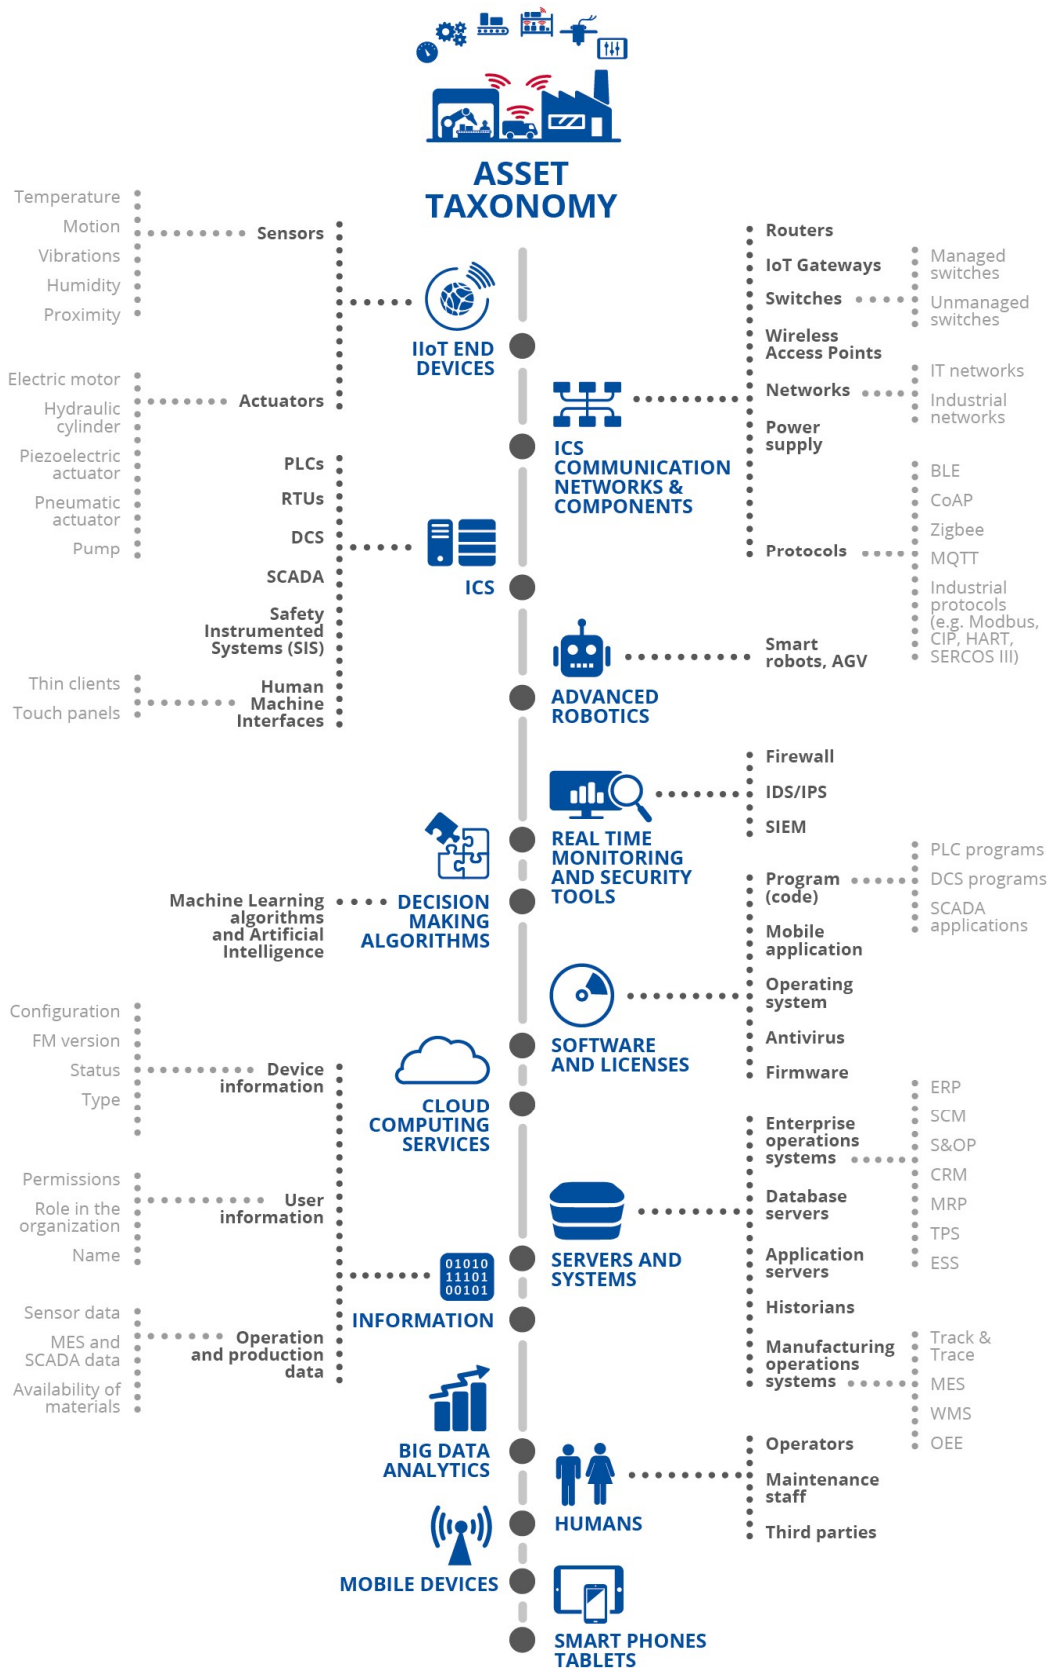 ASSET
TAXONOMY
Temperature
Motion
Vibrations
Humidity
Proximity
Sensors
Electric motor
Hydraulic
cylinder
Piezoelectric
actuator
Pneumatic
actuator
Pump
Actuators
IIoT END
DEVICES
Routers
IoT Gateways
Switches
Managed
switches
Unmanaged
switches
Wireless
Access Points
Networks
IT networks
Industrial
networks
Power
supply
Protocols
BLE
CoAP
Zigbee
MQTT
Industrial
protocols
(e.g. Modbus,
CIP, HART,
SERCOS III)
ICS
COMMUNICATION
NETWORKS &
COMPONENTS
PLCs
RTUs
DCS
SCADA
Safety
Instrumented
Systems (SIS)
Human
Machine
Interfaces
Thin clients
Touch panels
ICS
Smart
robots, AGV
ADVANCED
ROBOTICS
Firewall
IDS/IPS
SIEM
REAL TIME
MONITORING
AND SECURITY
TOOLS
Machine Learning
algorithms
and Artificial
Intelligence
DECISION
MAKING
ALGORITHMS
Program
(code)
PLC programs
DCS programs
SCADA
applications
Mobile
application
Operating
system
Antivirus
Firmware
SOFTWARE
AND LICENSES
CLOUD
COMPUTING
SERVICES
Configuration
FM version
Status
Type
Device
information
Permissions
Role in the
organization
Name
User
information
Sensor data
MES and
SCADA data
Availability of
materials
Operation
and production
data
01010
11101
00101
INFORMATION
Enterprise
operations
systems
ERP
SCM
S&OP
CRM
MRP
TPS
ESS
Database
servers
Application
servers
Historians
Manufacturing
operations
systems
Track &
Trace
MES
WMS
OEE
SERVERS AND
SYSTEMS
BIG DATA
ANALYTICS
Operators
Maintenance
staff
Third parties
HUMANS
MOBILE DEVICES
SMART PHONES
TABLETS